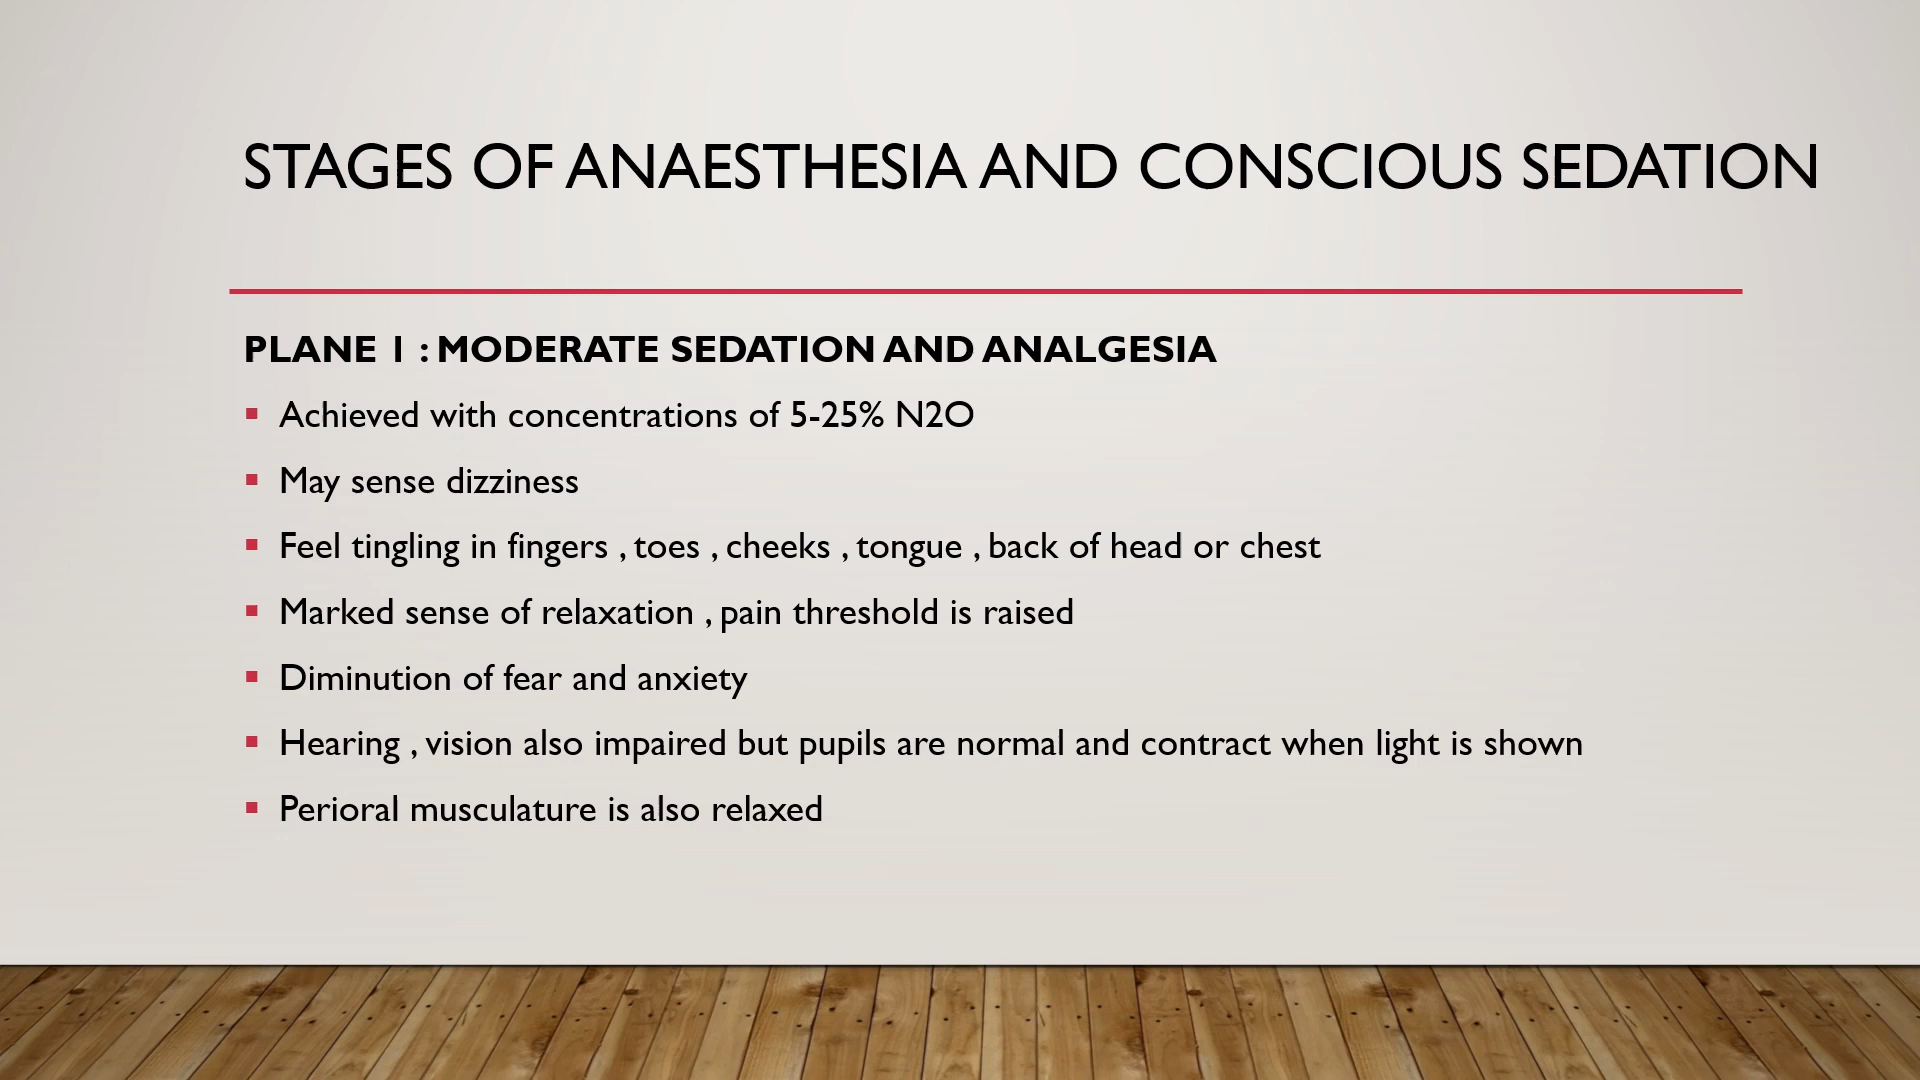 STAGES OF ANAESTHESIA AND CONSCIOUS SEDATION
PLANE 1 : MODERATE SEDATION AND ANALGESIA
▪ Achieved with concentrations of 5-25% N2O
▪ May sense dizziness
▪ Feel tingling in fingers , toes , cheeks , tongue , back of head or chest
▪ Marked sense of relaxation , pain threshold is raised
▪ Diminution of fear and anxiety
▪ Hearing , vision also impaired but pupils are normal and contract when light is shown
▪ Perioral musculature is also relaxed